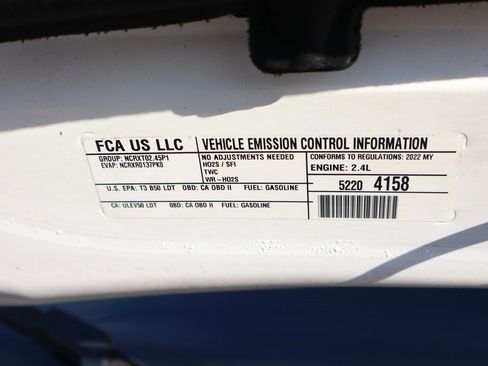 FCA US LLC
GROUP: NCRXT02.45P1
EVAP: NCRXR0137PK0
VEHICLE EMISSION CONTROL INFORMATION
NO ADJUSTMENTS NEEDED
HO2S / SFI
TWC
WR-HO2S
CONFORMS TO REGULATIONS: 2022 MY
ENGINE: 2.4L
U.S. EPA: T3 B50 LDT OBD: CA OBD II FUEL: GASOLINE
CA: ULEV50 LDT OBD: CA OBD II FUEL: GASOLINE
5220 4158